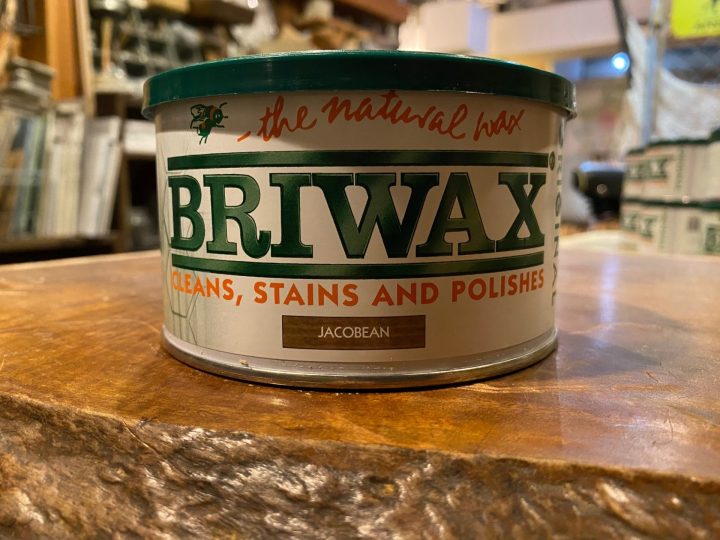 - the natural wax
BRIWAX
®
CLEANS, STAINS AND POLISHES
JACOBEAN